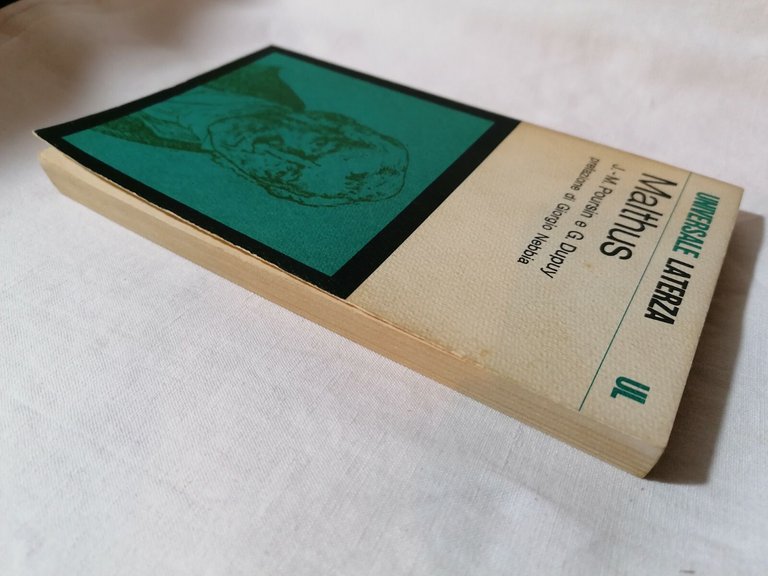 UNIVERSALE LATERZA UL
Malthus
J.-M. Poursin e G. Dupuy
prefazione di Giorgio Nebbia